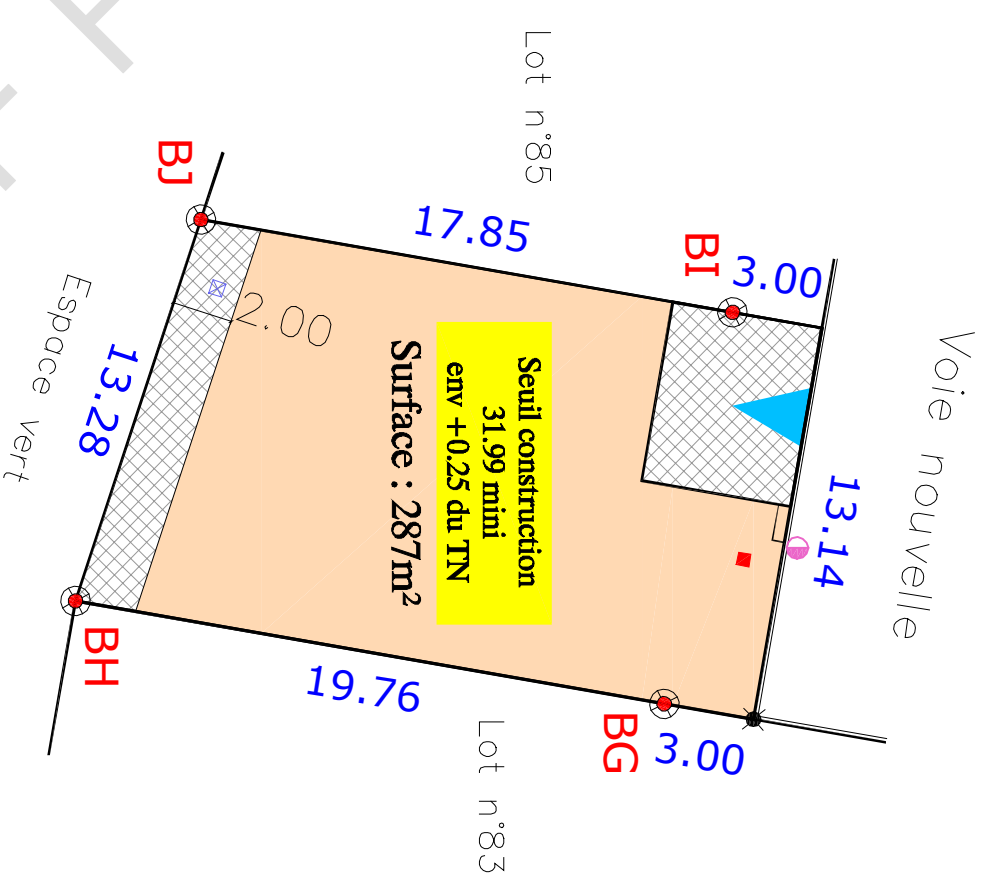 Lot n°85
BJ
17.85
BI
3.00
Voie nouvelle
2.00
13.28
Espace vert
Seuil construction
31.99 mini
env +0.25 du TN
Surface : 287m²
13.14
BH
19.76
BG
3.00
Lot n°83